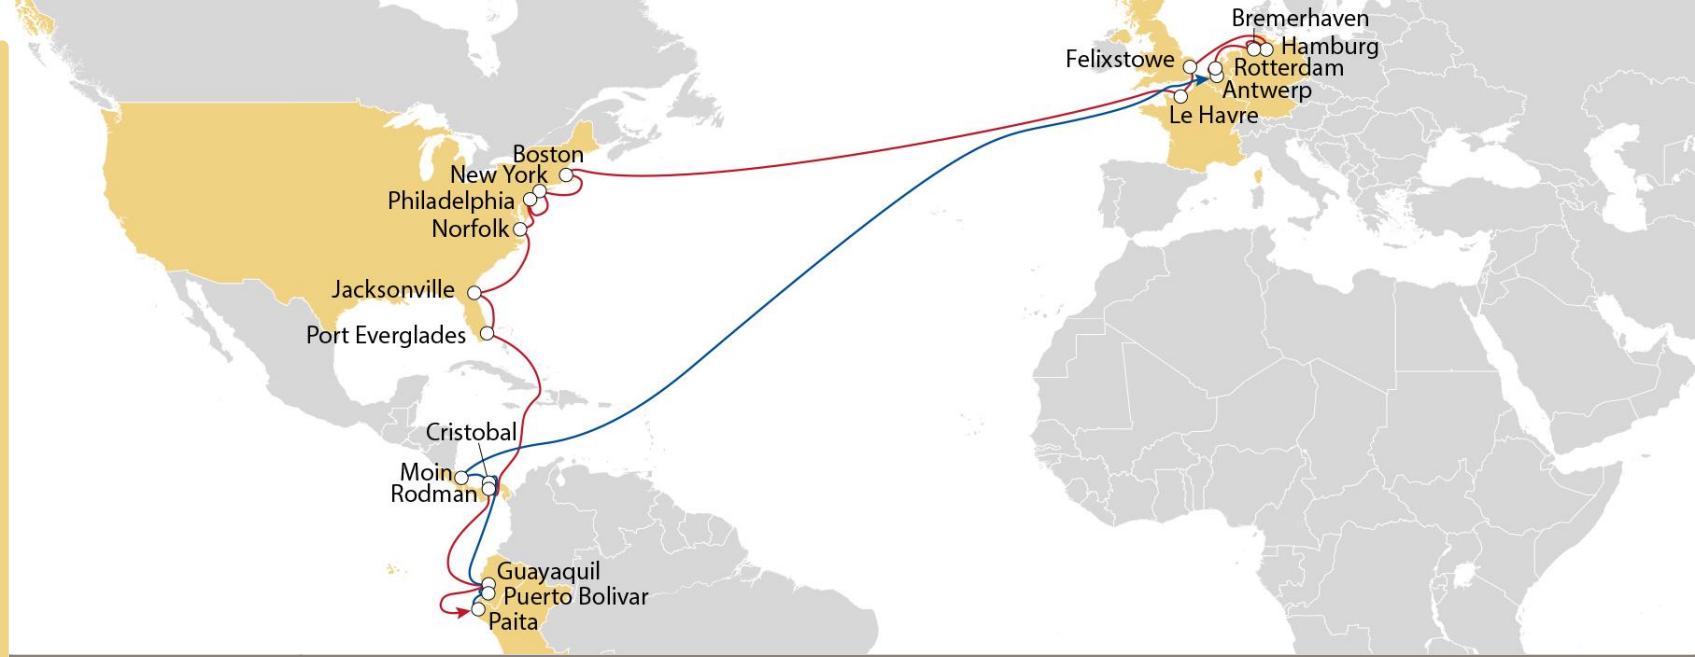 Bremerhaven
Hamburg
Felixstowe
Rotterdam
Antwerp
Le Havre
Boston
New York
Philadelphia
Norfolk
Jacksonville
Port Everglades
Cristobal
Moin
Rodman
Guayaquil
Puerto Bolivar
Paita